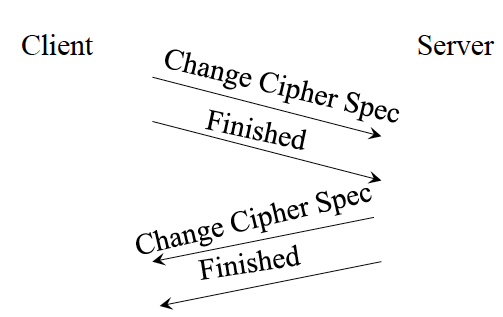 Client
Server
Change Cipher Spec
Finished
Change Cipher Spec
Finished